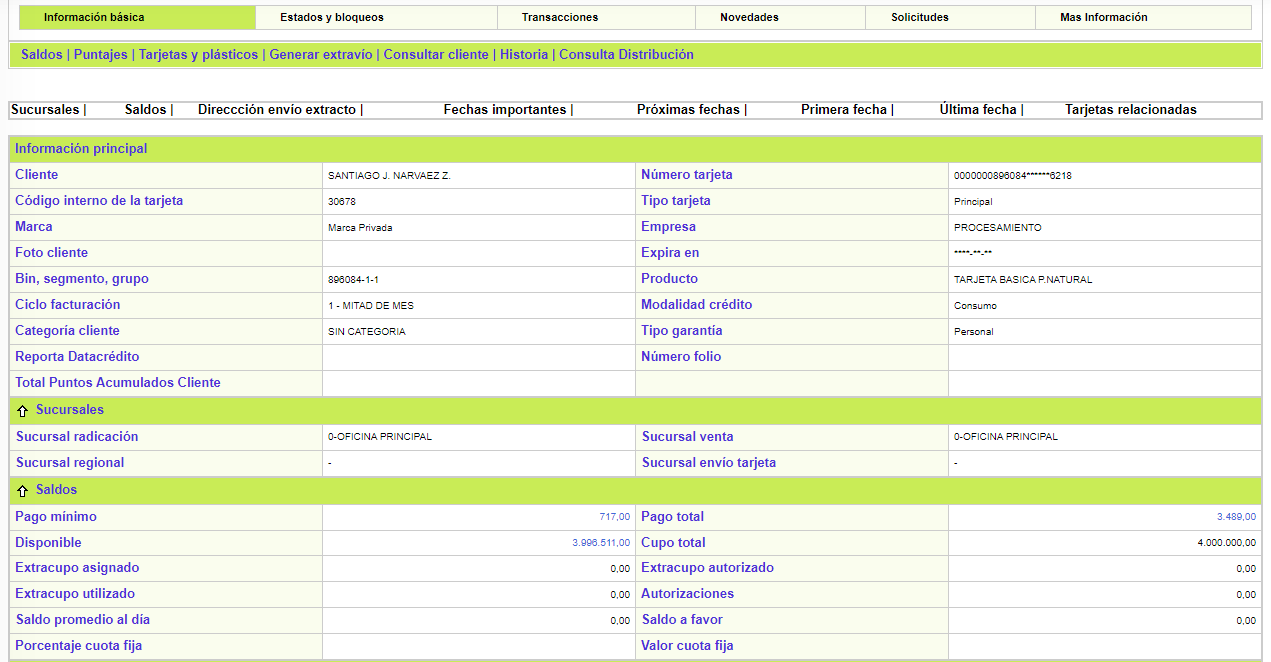 Información básica Estados y bloqueos Transacciones Novedades Solicitudes Mas Información
Saldos | Puntajes | Tarjetas y plásticos | Generar extravío | Consultar cliente | Historia | Consulta Distribución
Sucursales | Saldos | Direccción envío extracto | Fechas importantes | Próximas fechas | Primera fecha | Última fecha | Tarjetas relacionadas
Información principal
Cliente SANTIAGO J. NARVAEZ Z. Número tarjeta 0000000896084******6218
Código interno de la tarjeta 30678 Tipo tarjeta Principal
Marca Marca Privada Empresa PROCESAMIENTO
Foto cliente Expira en ****-**-**
Bin, segmento, grupo 896084-1-1 Producto TARJETA BASICA P.NATURAL
Ciclo facturación 1 - MITAD DE MES Modalidad crédito Consumo
Categoría cliente SIN CATEGORIA Tipo garantía Personal
Reporta Datacrédito Número folio
Total Puntos Acumulados Cliente
Sucursales
Sucursal radicación 0-OFICINA PRINCIPAL Sucursal venta 0-OFICINA PRINCIPAL
Sucursal regional - Sucursal envío tarjeta -
Saldos
Pago mínimo 717,00 Pago total 3.489,00
Disponible 3.996.511,00 Cupo total 4.000.000,00
Extracupo asignado 0,00 Extracupo autorizado 0,00
Extracupo utilizado 0,00 Autorizaciones 0,00
Saldo promedio al día 0,00 Saldo a favor 0,00
Porcentaje cuota fija Valor cuota fija